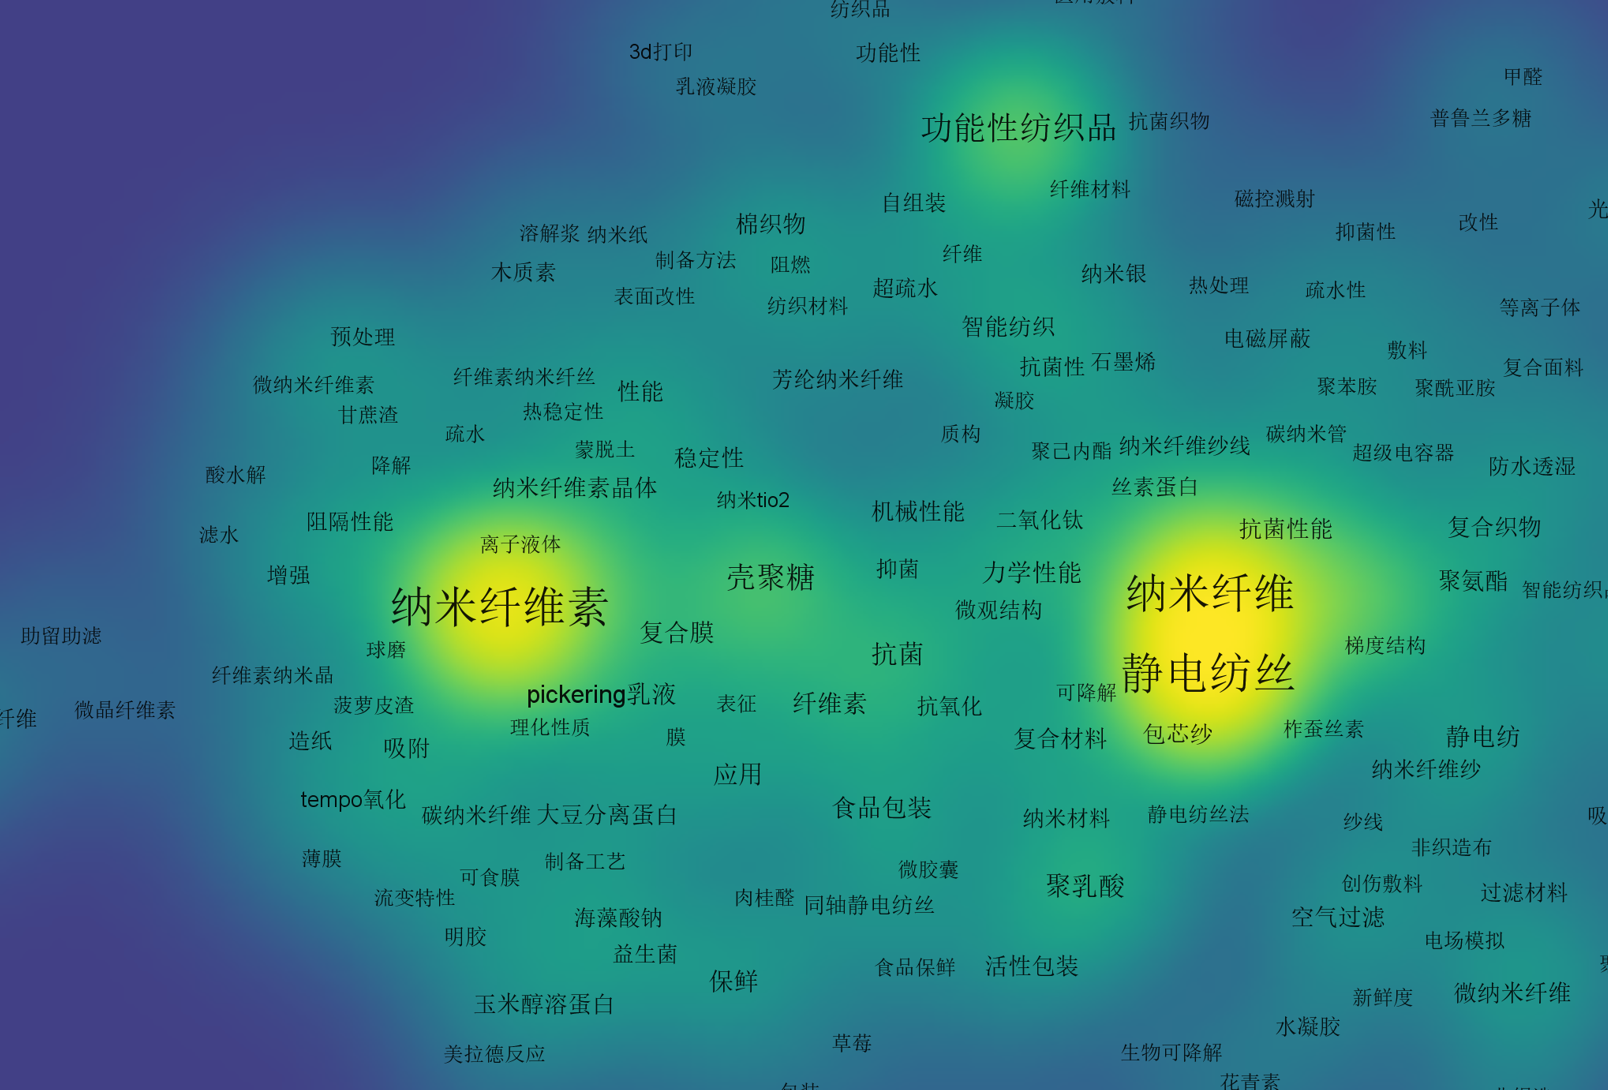 纺织品
3d打印
功能性
乳液凝胶
甲醛
功能性纺织品
抗菌织物
普鲁兰多糖
纤维材料
自组装
磁控溅射
光
棉织物
改性
溶解浆
纳米纸
抑菌性
制备方法
阻燃
纤维
木质素
纳米银
超疏水
热处理
疏水性
表面改性
纺织材料
等离子体
智能纺织
预处理
电磁屏蔽
敷料
抗菌性
石墨烯
复合面料
微纳米纤维素
纤维素纳米纤丝
性能
芳纶纳米纤维
聚苯胺
聚酰亚胺
甘蔗渣
热稳定性
凝胶
疏水
质构
碳纳米管
蒙脱土
稳定性
聚己内酯
纳米纤维纱线
超级电容器
酸水解
降解
防水透湿
纳米纤维素晶体
纳米tio2
丝素蛋白
阻隔性能
机械性能
二氧化钛
抗菌性能
复合织物
滤水
离子液体
增强
壳聚糖
抑菌
力学性能
聚氨酯
智能纺织品
纳米纤维素
纳米纤维
微观结构
助留助滤
复合膜
球磨
抗菌
梯度结构
纤维素纳米晶
静电纺丝
纤维
微晶纤维素
菠萝皮渣
pickering乳液
表征
纤维素
抗氧化
可降解
理化性质
造纸
吸附
膜
复合材料
包芯纱
柞蚕丝素
静电纺
应用
纳米纤维纱
tempo氧化
碳纳米纤维
大豆分离蛋白
食品包装
纳米材料
静电纺丝法
纱线
吸
薄膜
制备工艺
非织造布
可食膜
微胶囊
流变特性
肉桂醛
同轴静电纺丝
聚乳酸
创伤敷料
过滤材料
海藻酸钠
空气过滤
明胶
益生菌
电场模拟
保鲜
食品保鲜
活性包装
玉米醇溶蛋白
新鲜度
微纳米纤维
水凝胶
美拉德反应
草莓
生物可降解
花青素
包装